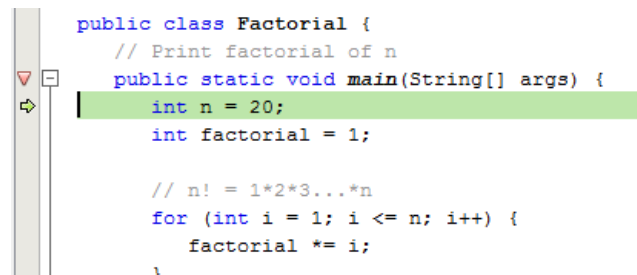 public class Factorial {
// Print factorial of n
public static void main(String[] args) {
int n = 20;
int factorial = 1;
// n! = 1*2*3...*n
for (int i = 1; i <= n; i++) {
factorial *= i;
}